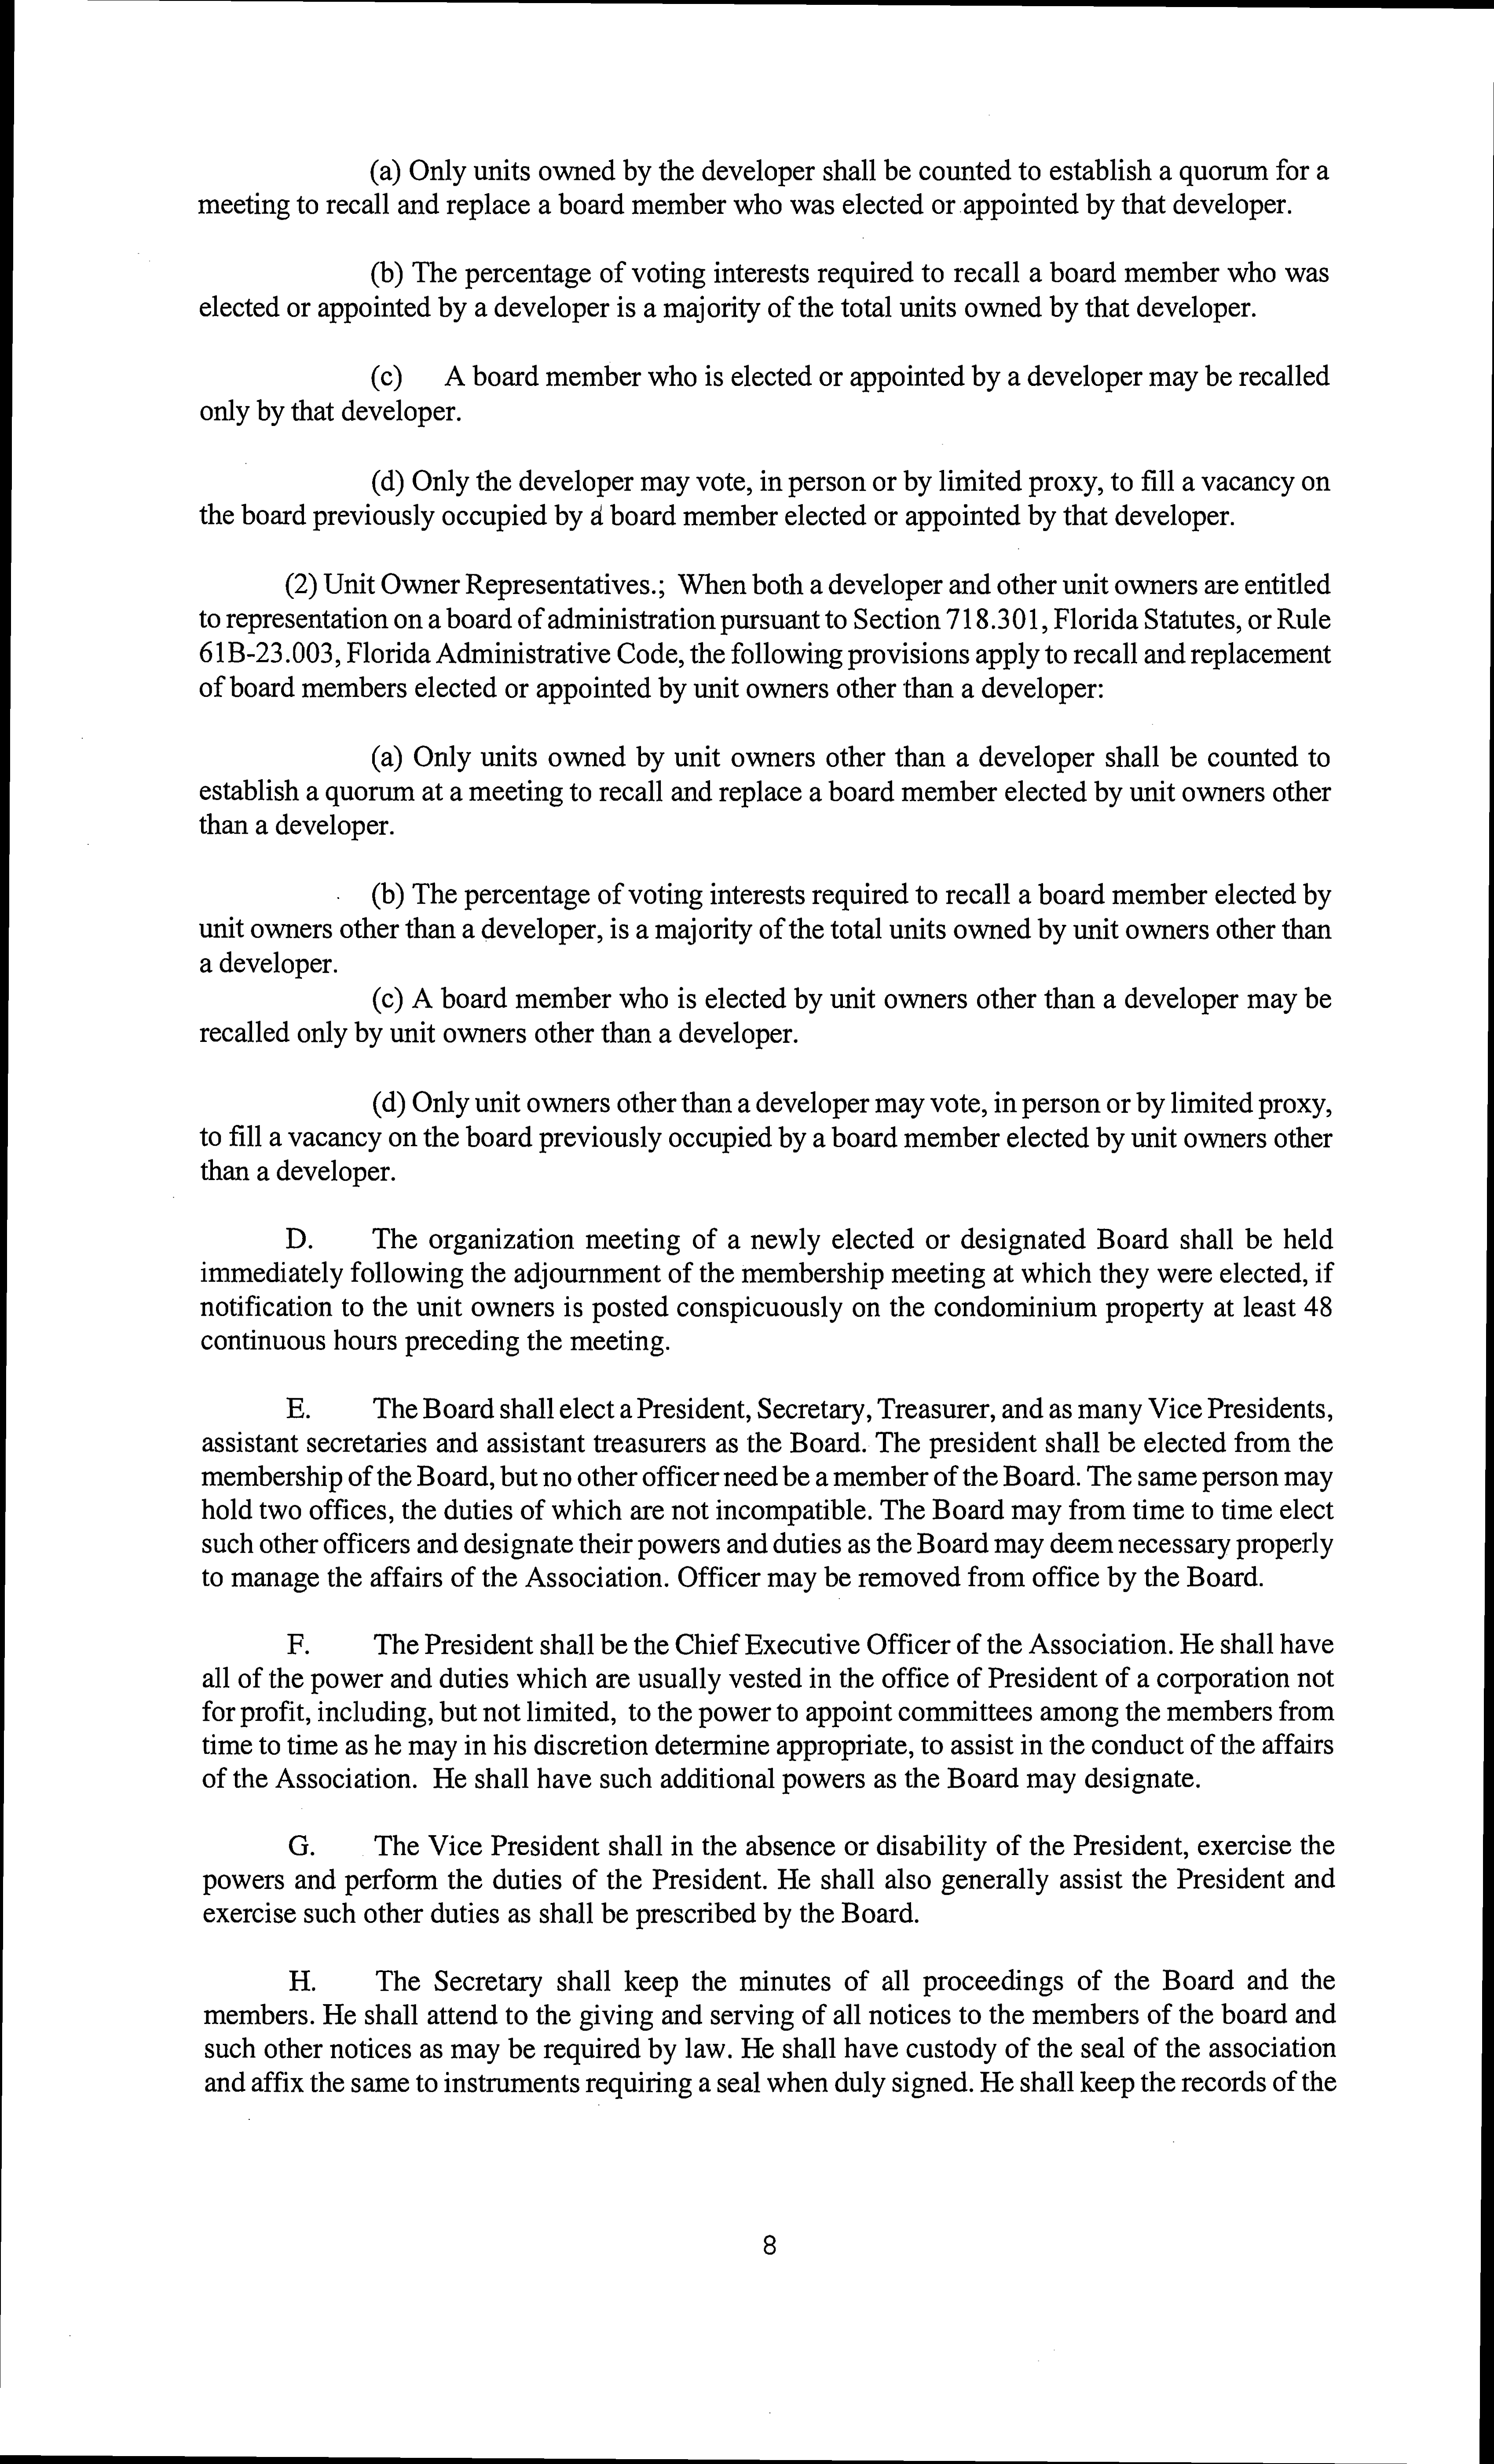 (a) Only units owned by the developer shall be counted to establish a quorum for a
meeting to recall and replace a board member who was elected or appointed by that developer.
(b) The percentage of voting interests required to recall a board member who was
elected or appointed by a developer is a majority of the total units owned by that developer.
(c) A board member who is elected or appointed by a developer may be recalled
only by that developer.
(d) Only the developer may vote, in person or by limited proxy, to fill a vacancy on
the board previously occupied by a board member elected or appointed by that developer.
(2) Unit Owner Representatives.; When both a developer and other unit owners are entitled
to representation on a board of administration pursuant to Section 718.301, Florida Statutes, or Rule
61B-23.003, Florida Administrative Code, the following provisions apply to recall and replacement
of board members elected or appointed by unit owners other than a developer:
(a) Only units owned by unit owners other than a developer shall be counted to
establish a quorum at a meeting to recall and replace a board member elected by unit owners other
than a developer.
(b) The percentage of voting interests required to recall a board member elected by
unit owners other than a developer, is a majority of the total units owned by unit owners other than
a developer.
(c) A board member who is elected by unit owners other than a developer may be
recalled only by unit owners other than a developer.
(d) Only unit owners other than a developer may vote, in person or by limited proxy,
to fill a vacancy on the board previously occupied by a board member elected by unit owners other
than a developer.
D. The organization meeting of a newly elected or designated Board shall be held
immediately following the adjournment of the membership meeting at which they were elected, if
notification to the unit owners is posted conspicuously on the condominium property at least 48
continuous hours preceding the meeting.
E. The Board shall elect a President, Secretary, Treasurer, and as many Vice Presidents,
assistant secretaries and assistant treasurers as the Board. The president shall be elected from the
membership of the Board, but no other officer need be a member of the Board. The same person may
hold two offices, the duties of which are not incompatible. The Board may from time to time elect
such other officers and designate their powers and duties as the Board may deem necessary properly
to manage the affairs of the Association. Officer may be removed from office by the Board.
F. The President shall be the Chief Executive Officer of the Association. He shall have
all of the power and duties which are usually vested in the office of President of a corporation not
for profit, including, but not limited, to the power to appoint committees among the members from
time to time as he may in his discretion determine appropriate, to assist in the conduct of the affairs
of the Association. He shall have such additional powers as the Board may designate.
G. The Vice President shall in the absence or disability of the President, exercise the
powers and perform the duties of the President. He shall also generally assist the President and
exercise such other duties as shall be prescribed by the Board.
H. The Secretary shall keep the minutes of all proceedings of the Board and the
members. He shall attend to the giving and serving of all notices to the members of the board and
such other notices as may be required by law. He shall have custody of the seal of the association
and affix the same to instruments requiring a seal when duly signed. He shall keep the records of the
8